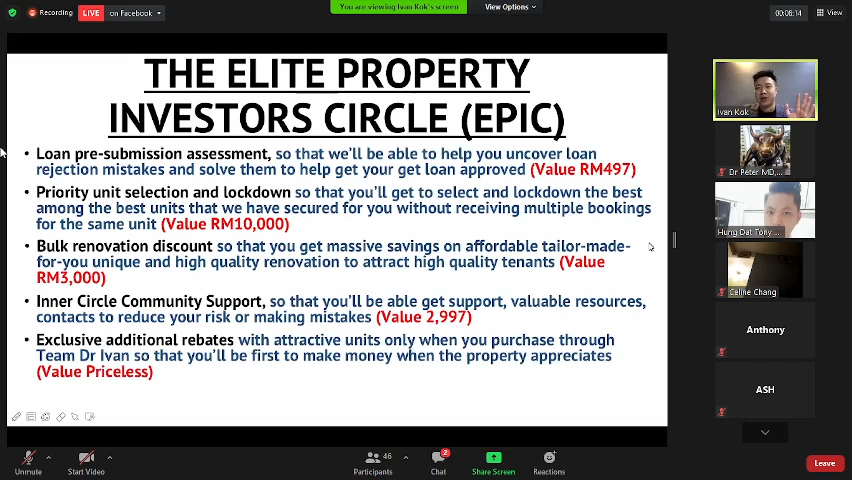 Recording
LIVE on Facebook
You are viewing Ivan Kok's screen
View Options
00:06:14
View
THE ELITE PROPERTY
INVESTORS CIRCLE (EPIC)
• Loan pre-submission assessment, so that we'll be able to help you uncover loan
rejection mistakes and solve them to help get your get loan approved (Value RM497)
• Priority unit selection and lockdown so that you'll get to select and lockdown the best
among the best units that we have secured for you without receiving multiple bookings
for the same unit (Value RM10,000)
• Bulk renovation discount so that you get massive savings on affordable tailor-made-
for-you unique and high quality renovation to attract high quality tenants (Value
RM3,000)
• Inner Circle Community Support, so that you'll be able get support, valuable resources,
contacts to reduce your risk or making mistakes (Value 2,997)
• Exclusive additional rebates with attractive units only when you purchase through
Team Dr Ivan so that you'll be first to make money when the property appreciates
(Value Priceless)
Ivan Kok
Dr Peter MD,...
Hung Dat Tony ...
Celine Chang
Anthony
ASH
Unmute
Start Video
46
Participants
2
Chat
Share Screen
Reactions
Leave